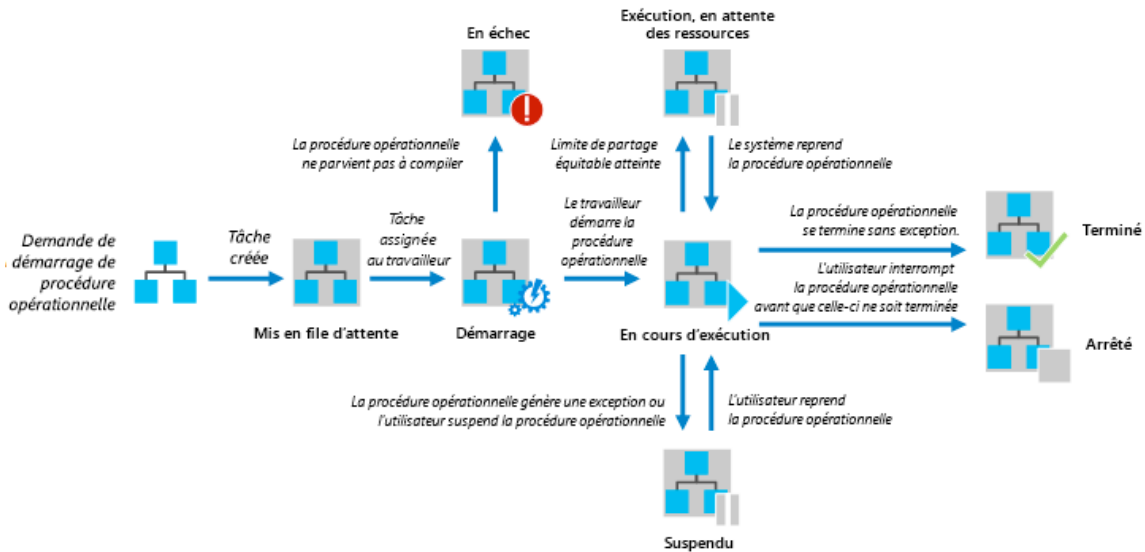 En échec
Exécution, en attente
des ressources
La procédure opérationnelle
ne parvient pas à compiler
Limite de partage
équitable atteinte
Le système reprend
la procédure opérationnelle
Demande de
démarrage de
procédure
opérationnelle
Tâche
créée
Mis en file d'attente
Tâche
assignée
au travailleur
Démarrage
Le travailleur
démarre la
procédure
opérationnelle
En cours d'exécution
La procédure opérationnelle
se termine sans exception.
Terminé
L'utilisateur interrompt
la procédure opérationnelle
avant que celle-ci ne soit terminée
Arrêté
La procédure opérationnelle génère une exception ou
l'utilisateur suspend la procédure opérationnelle
L'utilisateur reprend
la procédure opérationnelle
Suspendu